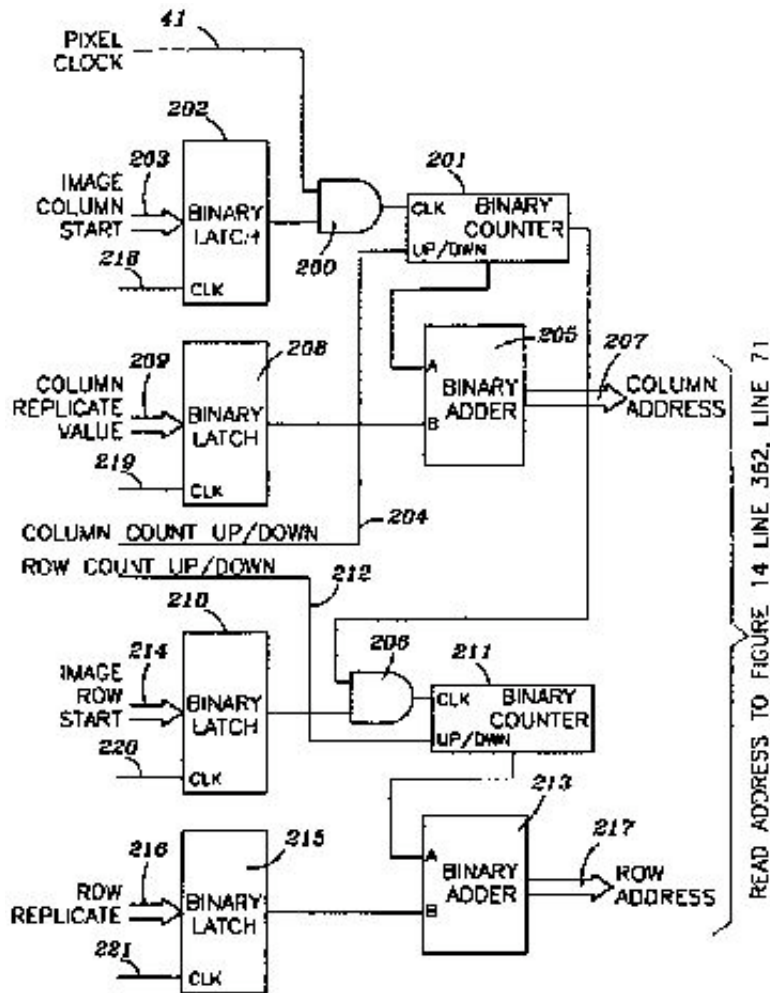 PIXEL
CLOCK
41
202
203
IMAGE
COLUMN
START
BINARY
LATCH
218
CLK
200
201
CLK
BINARY
COUNTER
UP/DWN
208
209
COLUMN
REPLICATE
VALUE
BINARY
LATCH
219
CLK
205
A
BINARY
ADDER
B
207
COLUMN
ADDRESS
COLUMN COUNT UP/DOWN
204
ROW COUNT UP/DOWN
212
210
214
IMAGE
ROW
START
BINARY
LATCH
220
CLK
206
211
CLK
BINARY
COUNTER
UP/DWN
213
215
216
ROW
REPLICATE
BINARY
LATCH
221
CLK
A
BINARY
ADDER
B
217
ROW
ADDRESS
READ ADDRESS TO FIGURE 14 LINE 362, LINE 71